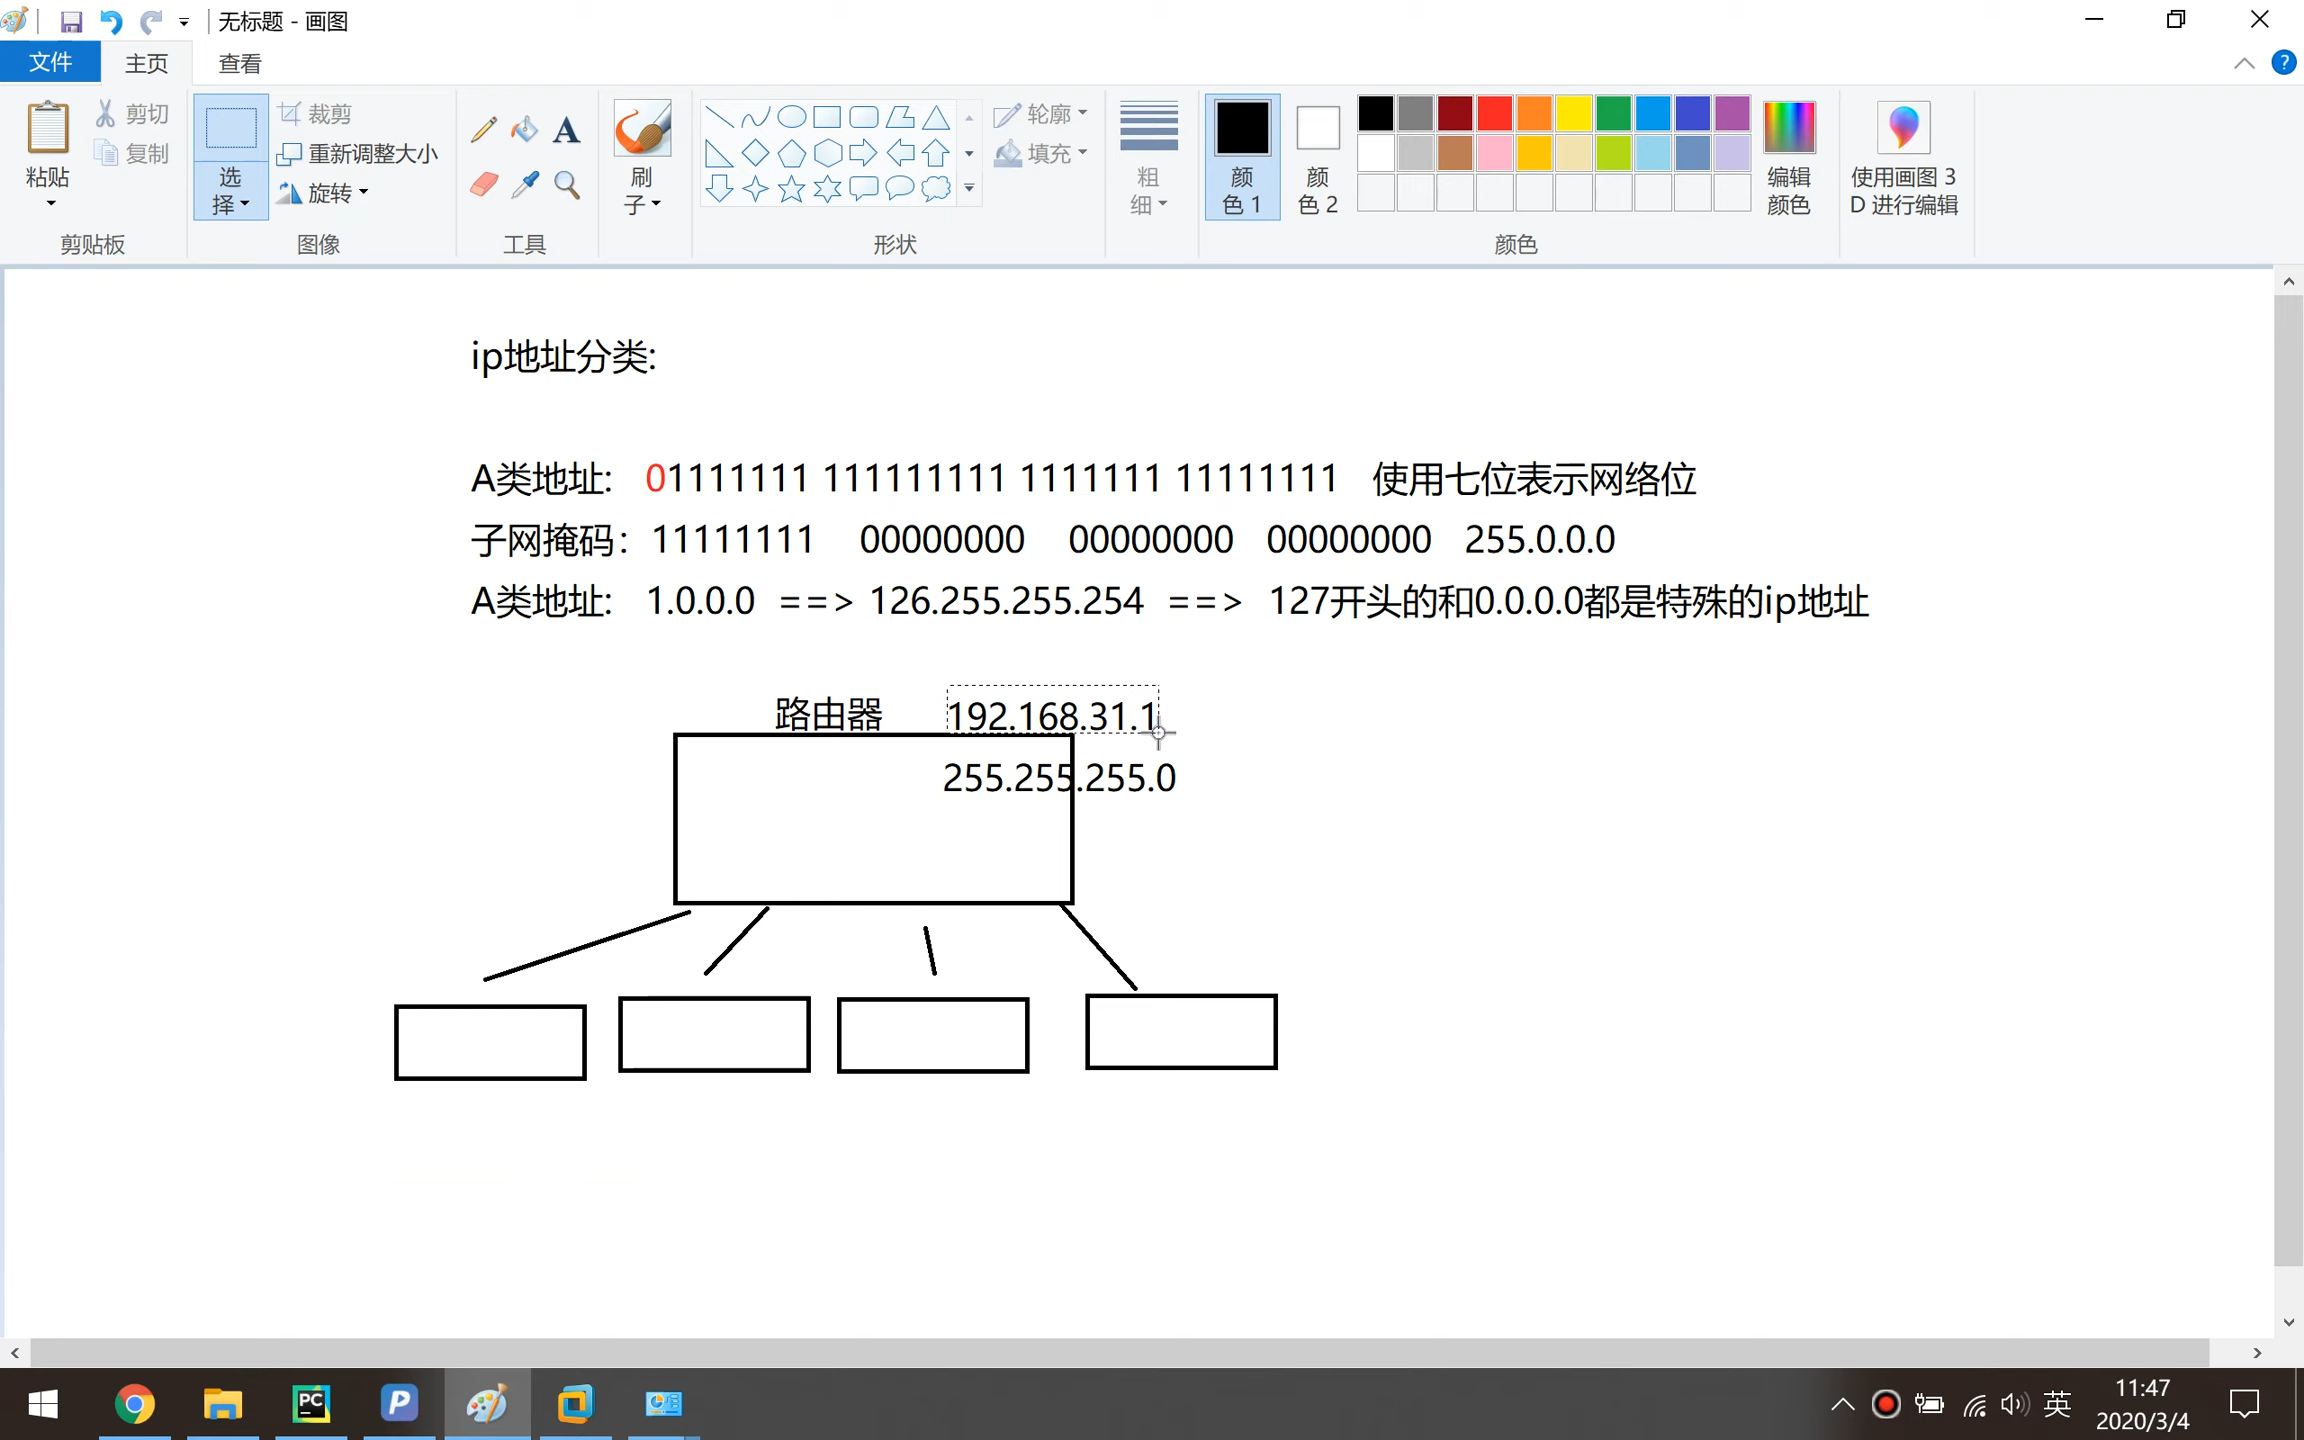 无标题 - 画图
文件 主页 查看
粘贴
剪切
复制
剪贴板
选择
裁剪
重新调整大小
旋转
图像
A
工具
刷子
形状
轮廓
填充
粗细
颜色 1
颜色 2
编辑颜色
颜色
使用画图 3D 进行编辑
ip地址分类:
A类地址: 01111111 111111111 1111111 11111111 使用七位表示网络位
子网掩码: 11111111 00000000 00000000 00000000 255.0.0.0
A类地址: 1.0.0.0 ==> 126.255.255.254 ==> 127开头的和0.0.0.0都是特殊的ip地址
路由器 192.168.31.1
255.255.255.0
PC
P
英
11:47
2020/3/4